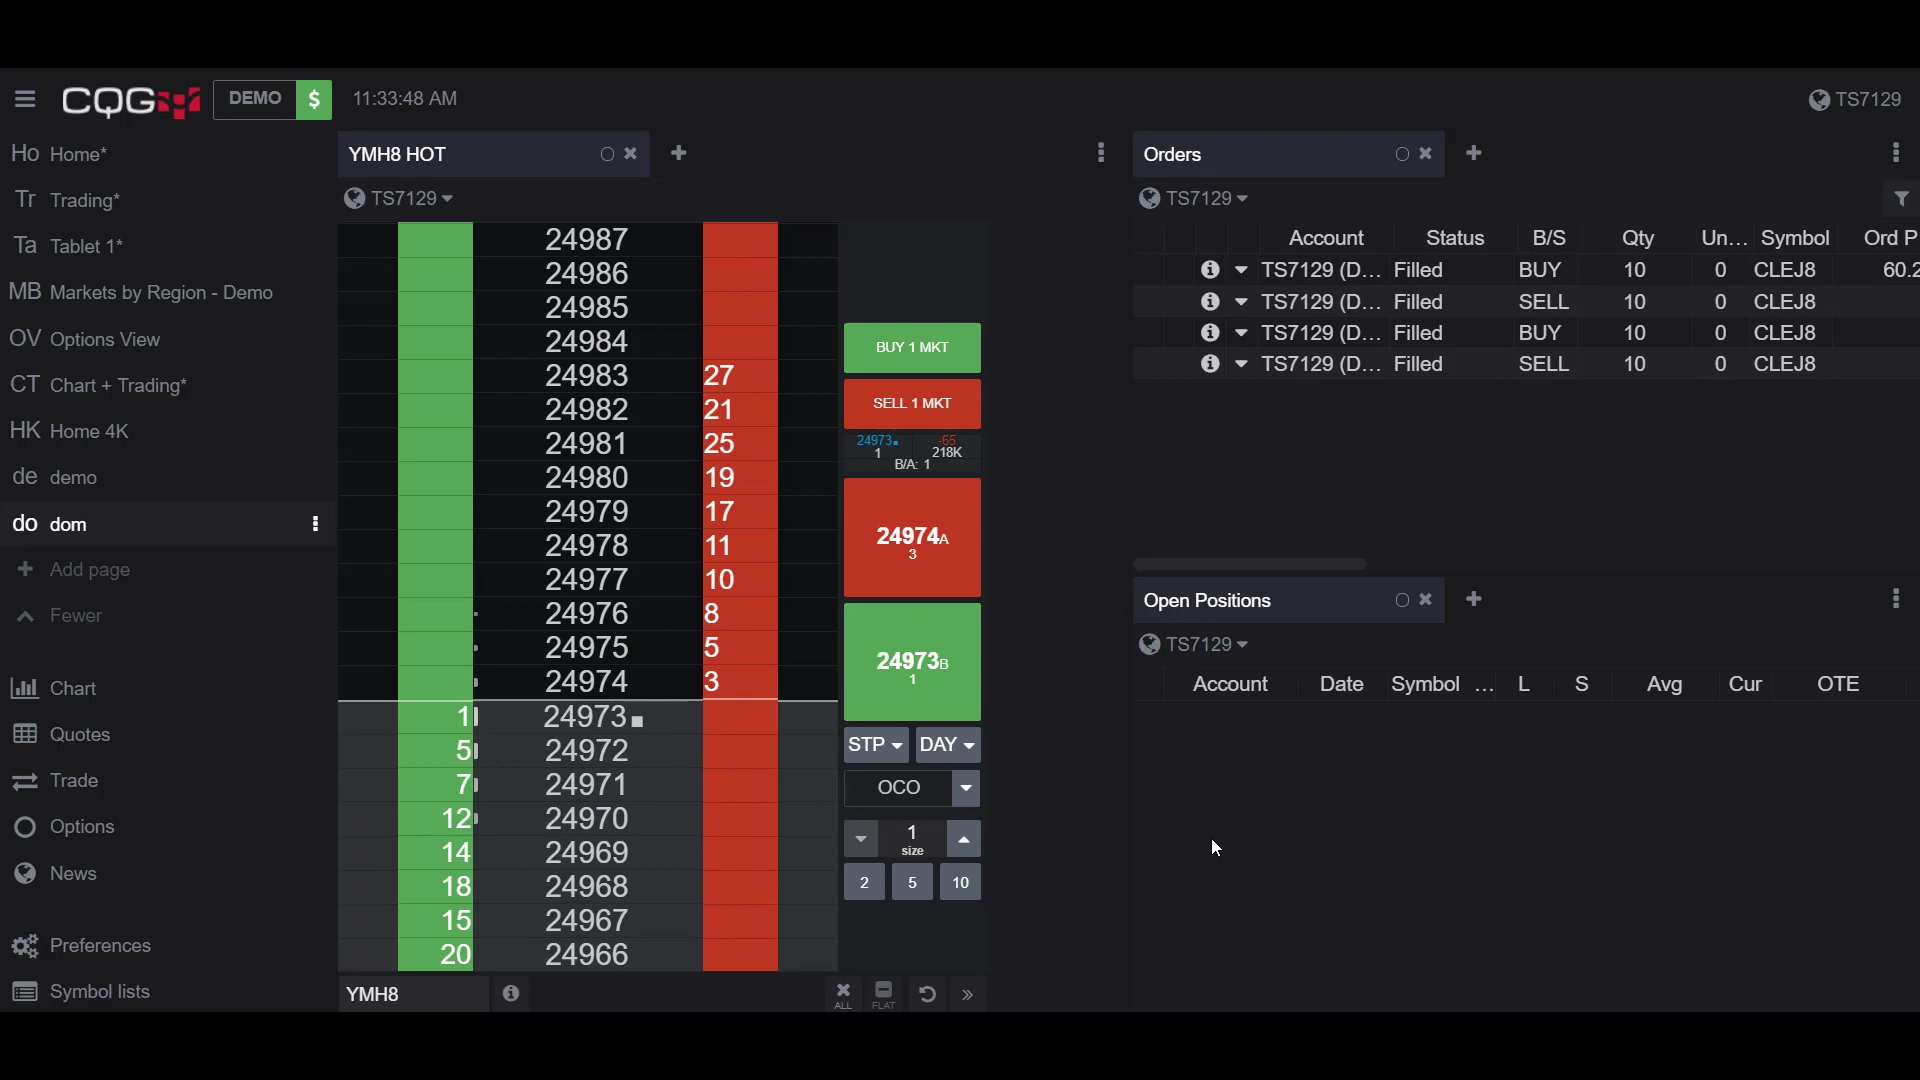 CQG DEMO $ 11:33:48 AM TS7129
Ho Home*
Tr Trading*
Ta Tablet 1*
MB Markets by Region - Demo
OV Options View
CT Chart + Trading*
HK Home 4K
de demo
do dom
Add page
Fewer
Chart
Quotes
Trade
Options
News
Preferences
Symbol lists
YMH8 HOT
TS7129
24987
24986
24985
24984
24983 27
24982 21
24981 25
24980 19
24979 17
24978 11
24977 10
24976 8
24975 5
24974 3
1 24973
5 24972
7 24971
12 24970
14 24969
18 24968
15 24967
20 24966
YMH8
BUY 1 MKT
SELL 1 MKT
24973 -65
1 218K
B/A: 1
24974A
3
24973B
1
STP DAY
OCO
1
size
2 5 10
ALL FLAT
Orders
TS7129
Account Status B/S Qty Un... Symbol Ord P
TS7129 (D... Filled BUY 10 0 CLEJ8 60.2
TS7129 (D... Filled SELL 10 0 CLEJ8
TS7129 (D... Filled BUY 10 0 CLEJ8
TS7129 (D... Filled SELL 10 0 CLEJ8
Open Positions
TS7129
Account Date Symbol ... L S Avg Cur OTE